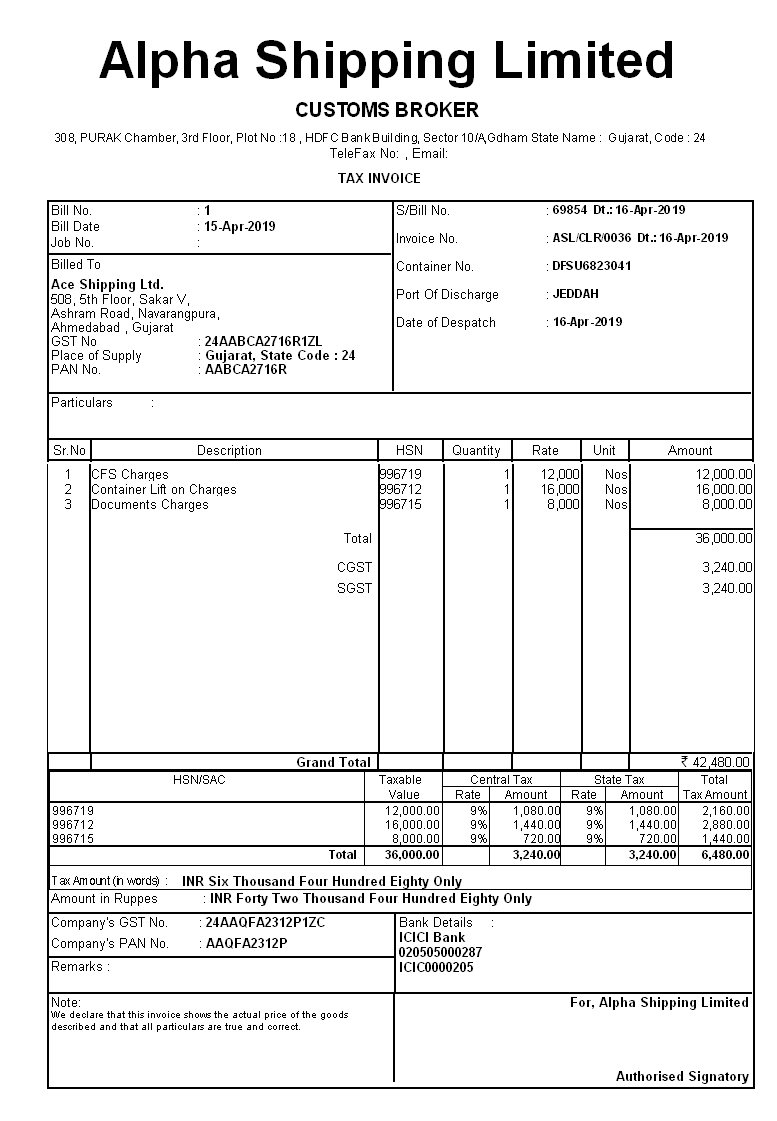 Alpha Shipping Limited
CUSTOMS BROKER
308, PURAK Chamber, 3rd Floor, Plot No :18 , HDFC Bank Building, Sector 10/A,Gdham State Name : Gujarat, Code : 24
TeleFax No: , Email:
TAX INVOICE
Bill No. : 1
Bill Date : 15-Apr-2019
Job No. :
S/Bill No. : 69854 Dt.: 16-Apr-2019
Invoice No. : ASL/CLR/0036 Dt.: 16-Apr-2019
Container No. : DFSU6823041
Port Of Discharge : JEDDAH
Date of Despatch : 16-Apr-2019
Billed To
Ace Shipping Ltd.
508, 5th Floor, Sakar V,
Ashram Road, Navarangpura,
Ahmedabad , Gujarat
GST No : 24AABCA2716R1ZL
Place of Supply : Gujarat, State Code : 24
PAN No. : AABCA2716R
Particulars :
Sr.No Description HSN Quantity Rate Unit Amount
1 CFS Charges 996719 1 12,000 Nos 12,000.00
2 Container Lift on Charges 996712 1 16,000 Nos 16,000.00
3 Documents Charges 996715 1 8,000 Nos 8,000.00
Total 36,000.00
CGST 3,240.00
SGST 3,240.00
Grand Total ₹ 42,480.00
HSN/SAC Taxable Central Tax State Tax Total
Value Rate Amount Rate Amount Tax Amount
996719 12,000.00 9% 1,080.00 9% 1,080.00 2,160.00
996712 16,000.00 9% 1,440.00 9% 1,440.00 2,880.00
996715 8,000.00 9% 720.00 9% 720.00 1,440.00
Total 36,000.00 3,240.00 3,240.00 6,480.00
Tax Amount (in words) : INR Six Thousand Four Hundred Eighty Only
Amount in Ruppes : INR Forty Two Thousand Four Hundred Eighty Only
Company's GST No. : 24AAQFA2312P1ZC
Company's PAN No. : AAQFA2312P
Remarks :
Bank Details :
ICICI Bank
020505000287
ICIC0000205
Note:
We declare that this invoice shows the actual price of the goods
described and that all particulars are true and correct.
For, Alpha Shipping Limited
Authorised Signatory